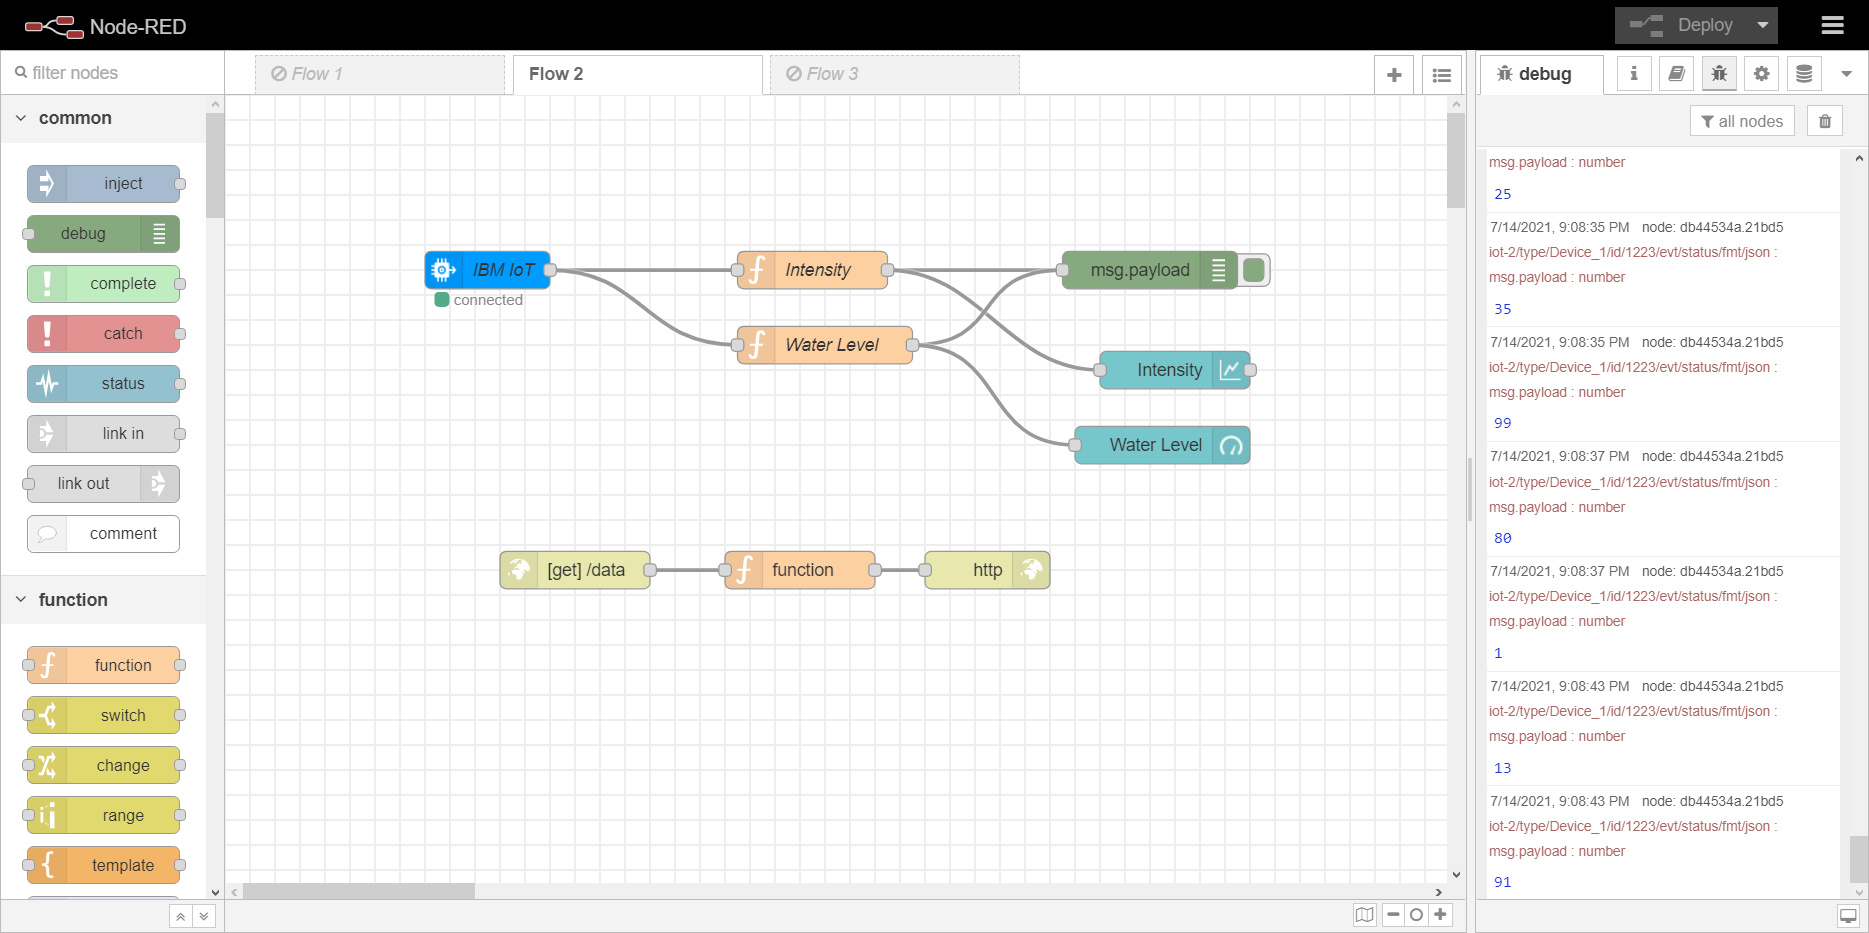 Node-RED
Deploy
filter nodes
Flow 1
Flow 2
Flow 3
debug
all nodes
common
inject
debug
complete
catch
status
link in
link out
comment
function
function
switch
change
range
template
IBM IoT
connected
Intensity
Water Level
msg.payload
Intensity
Water Level
[get] /data
function
http
msg.payload : number
25
7/14/2021, 9:08:35 PM node: db44534a.21bd5
iot-2/type/Device_1/id/1223/evt/status/fmt/json :
msg.payload : number
35
7/14/2021, 9:08:35 PM node: db44534a.21bd5
iot-2/type/Device_1/id/1223/evt/status/fmt/json :
msg.payload : number
99
7/14/2021, 9:08:37 PM node: db44534a.21bd5
iot-2/type/Device_1/id/1223/evt/status/fmt/json :
msg.payload : number
80
7/14/2021, 9:08:37 PM node: db44534a.21bd5
iot-2/type/Device_1/id/1223/evt/status/fmt/json :
msg.payload : number
1
7/14/2021, 9:08:43 PM node: db44534a.21bd5
iot-2/type/Device_1/id/1223/evt/status/fmt/json :
msg.payload : number
13
7/14/2021, 9:08:43 PM node: db44534a.21bd5
iot-2/type/Device_1/id/1223/evt/status/fmt/json :
msg.payload : number
91